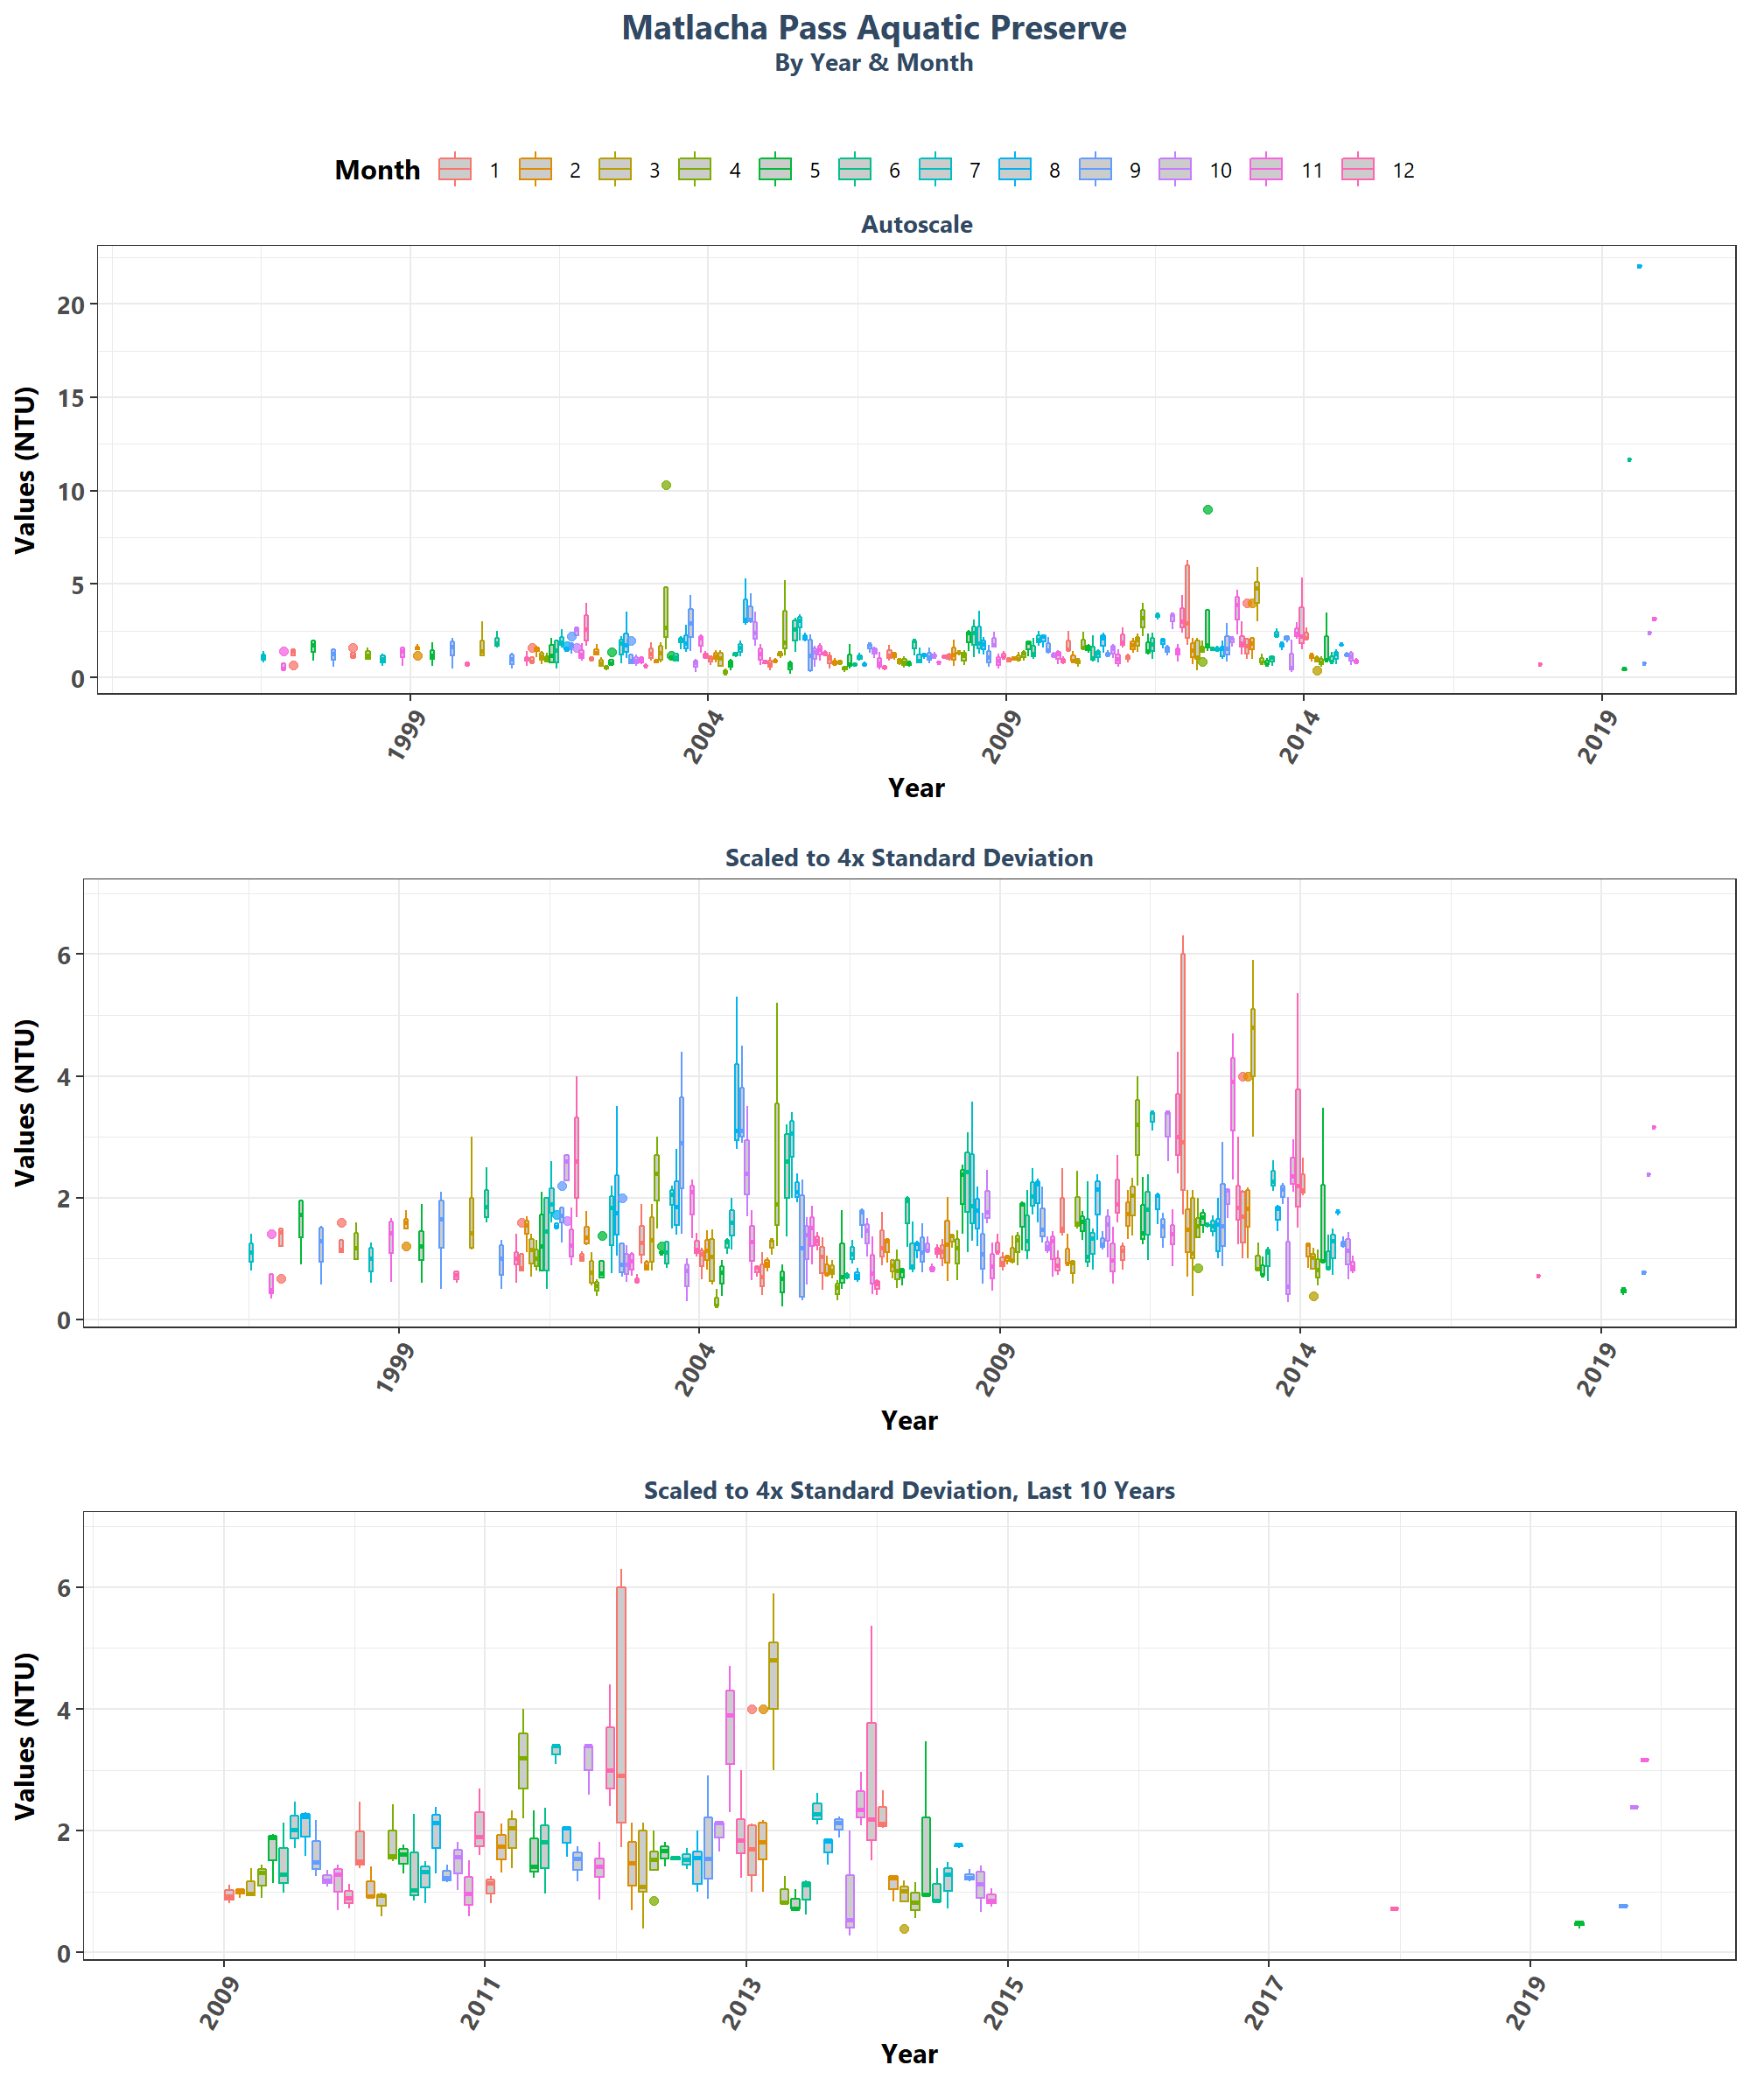 Matlacha Pass Aquatic Preserve
By Year & Month
Month 1 2 3 4 5 6 7 8 9 10 11 12
Autoscale
Values (NTU)
20
15
10
5
0
1999 2004 2009 2014 2019
Year
Scaled to 4x Standard Deviation
Values (NTU)
6
4
2
0
1999 2004 2009 2014 2019
Year
Scaled to 4x Standard Deviation, Last 10 Years
Values (NTU)
6
4
2
0
2009 2011 2013 2015 2017 2019
Year